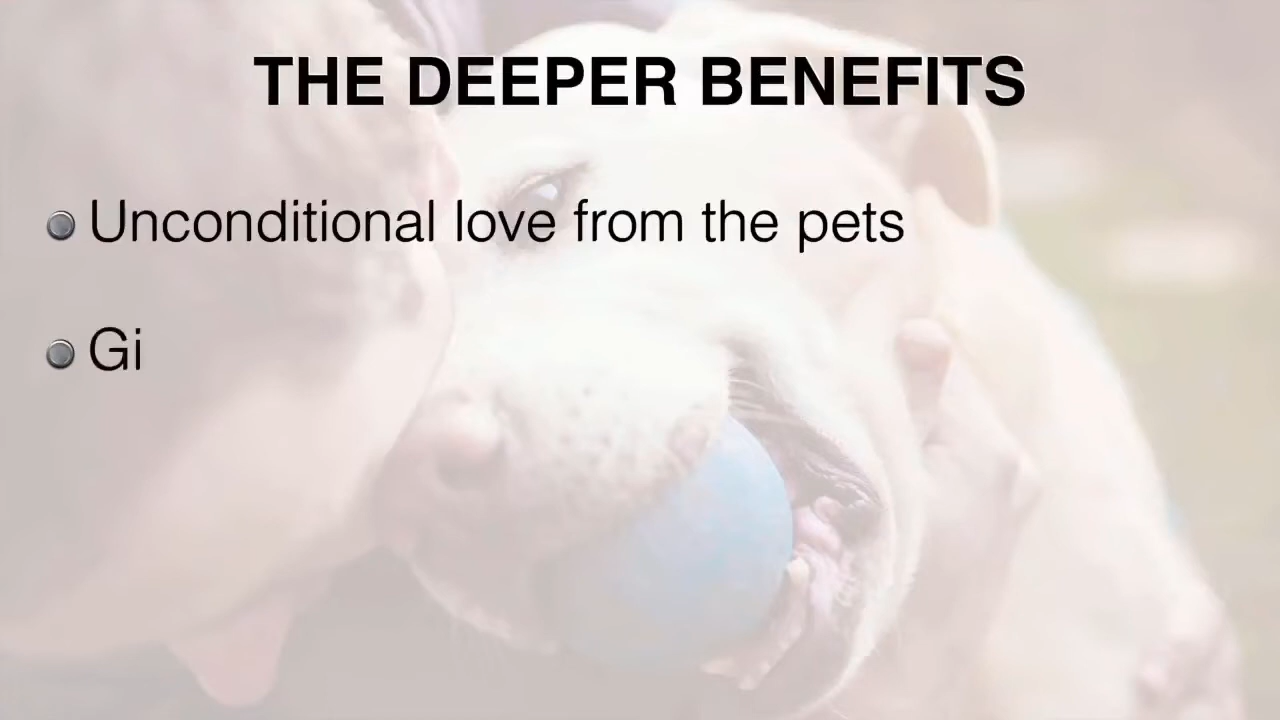 THE DEEPER BENEFITS
Unconditional love from the pets
Gi